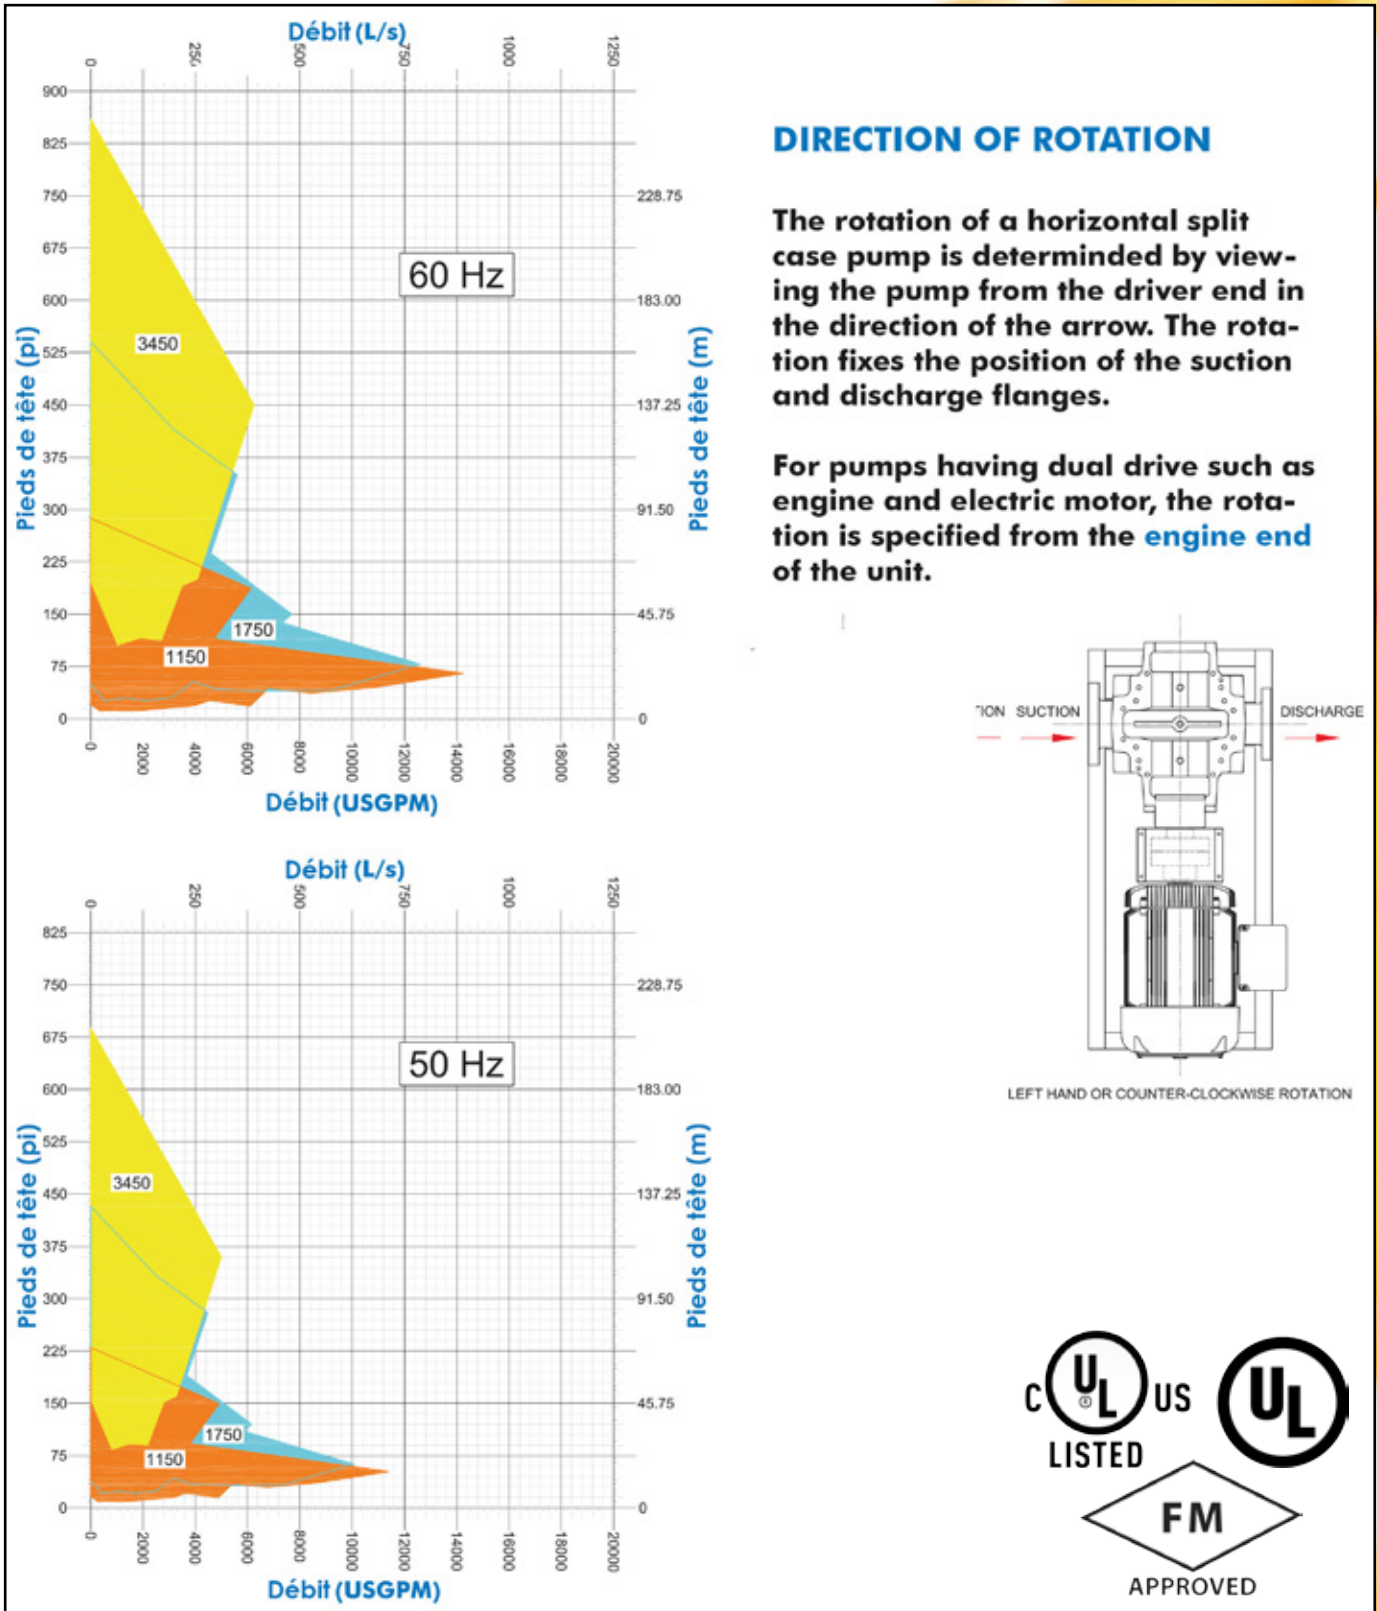 Débit (L/s)
0 250 500 750 1000 1250
900
825
750 228.75
675
600 183.00
525
450 137.25
375
300 91.50
225
150 45.75
75
0 0
Pieds de tête (pi)
Pieds de tête (m)
60 Hz
3450
1750
1150
0 2000 4000 6000 8000 10000 12000 14000 16000 18000 20000
Débit (USGPM)
Débit (L/s)
0 250 500 750 1000 1250
825
750 228.75
675
600 183.00
525
450 137.25
375
300 91.50
225
150 45.75
75
0 0
Pieds de tête (pi)
Pieds de tête (m)
50 Hz
3450
1750
1150
0 2000 4000 6000 8000 10000 12000 14000 16000 18000 20000
Débit (USGPM)
DIRECTION OF ROTATION
The rotation of a horizontal split
case pump is determinded by view-
ing the pump from the driver end in
the direction of the arrow. The rota-
tion fixes the position of the suction
and discharge flanges.
For pumps having dual drive such as
engine and electric motor, the rota-
tion is specified from the engine end
of the unit.
TION SUCTION DISCHARGE
LEFT HAND OR COUNTER-CLOCKWISE ROTATION
C UL ® US
LISTED
UL
FM
APPROVED